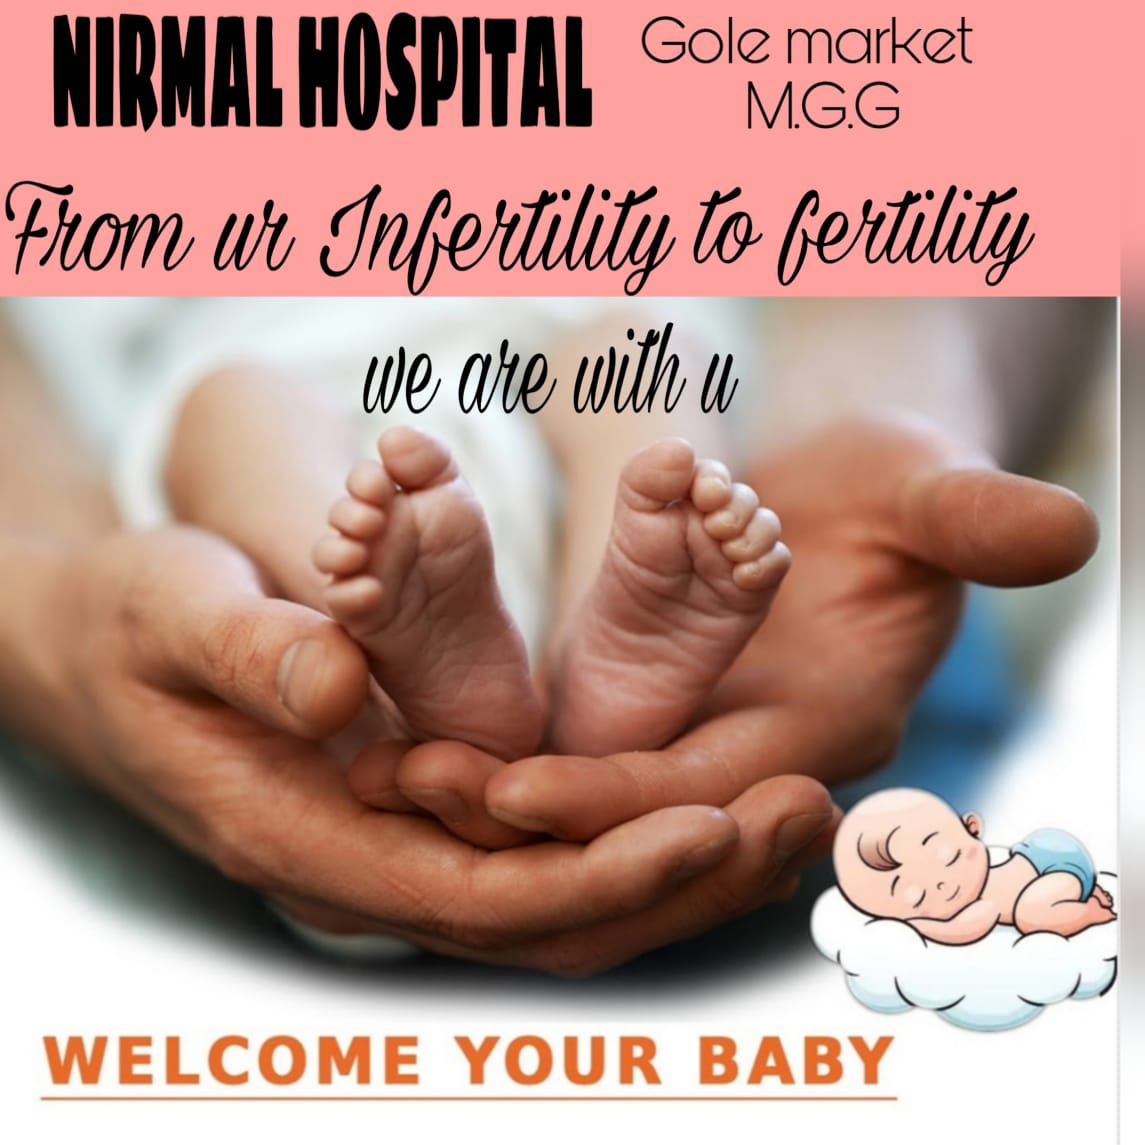 NIRMAL HOSPITAL
Gole market
M.G.G
From ur Infertility to fertility
we are with u
WELCOME YOUR BABY